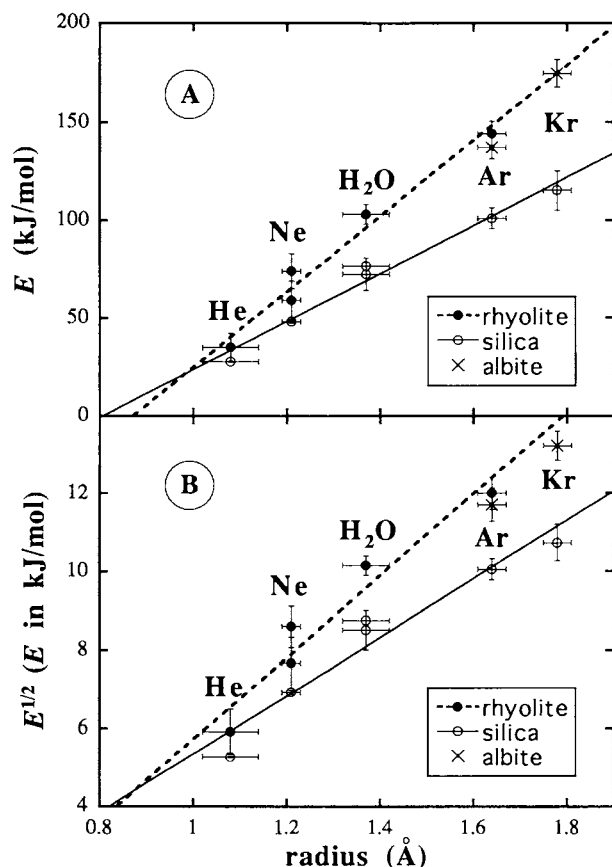 200
150
100
50
0
E (kJ/mol)
A
He
Ne
H2O
Ar
Kr
rhyolite
silica
albite
12
10
8
6
4
E1/2 (E in kJ/mol)
B
He
Ne
H2O
Ar
Kr
rhyolite
silica
albite
0.8 1 1.2 1.4 1.6 1.8
radius (Å)